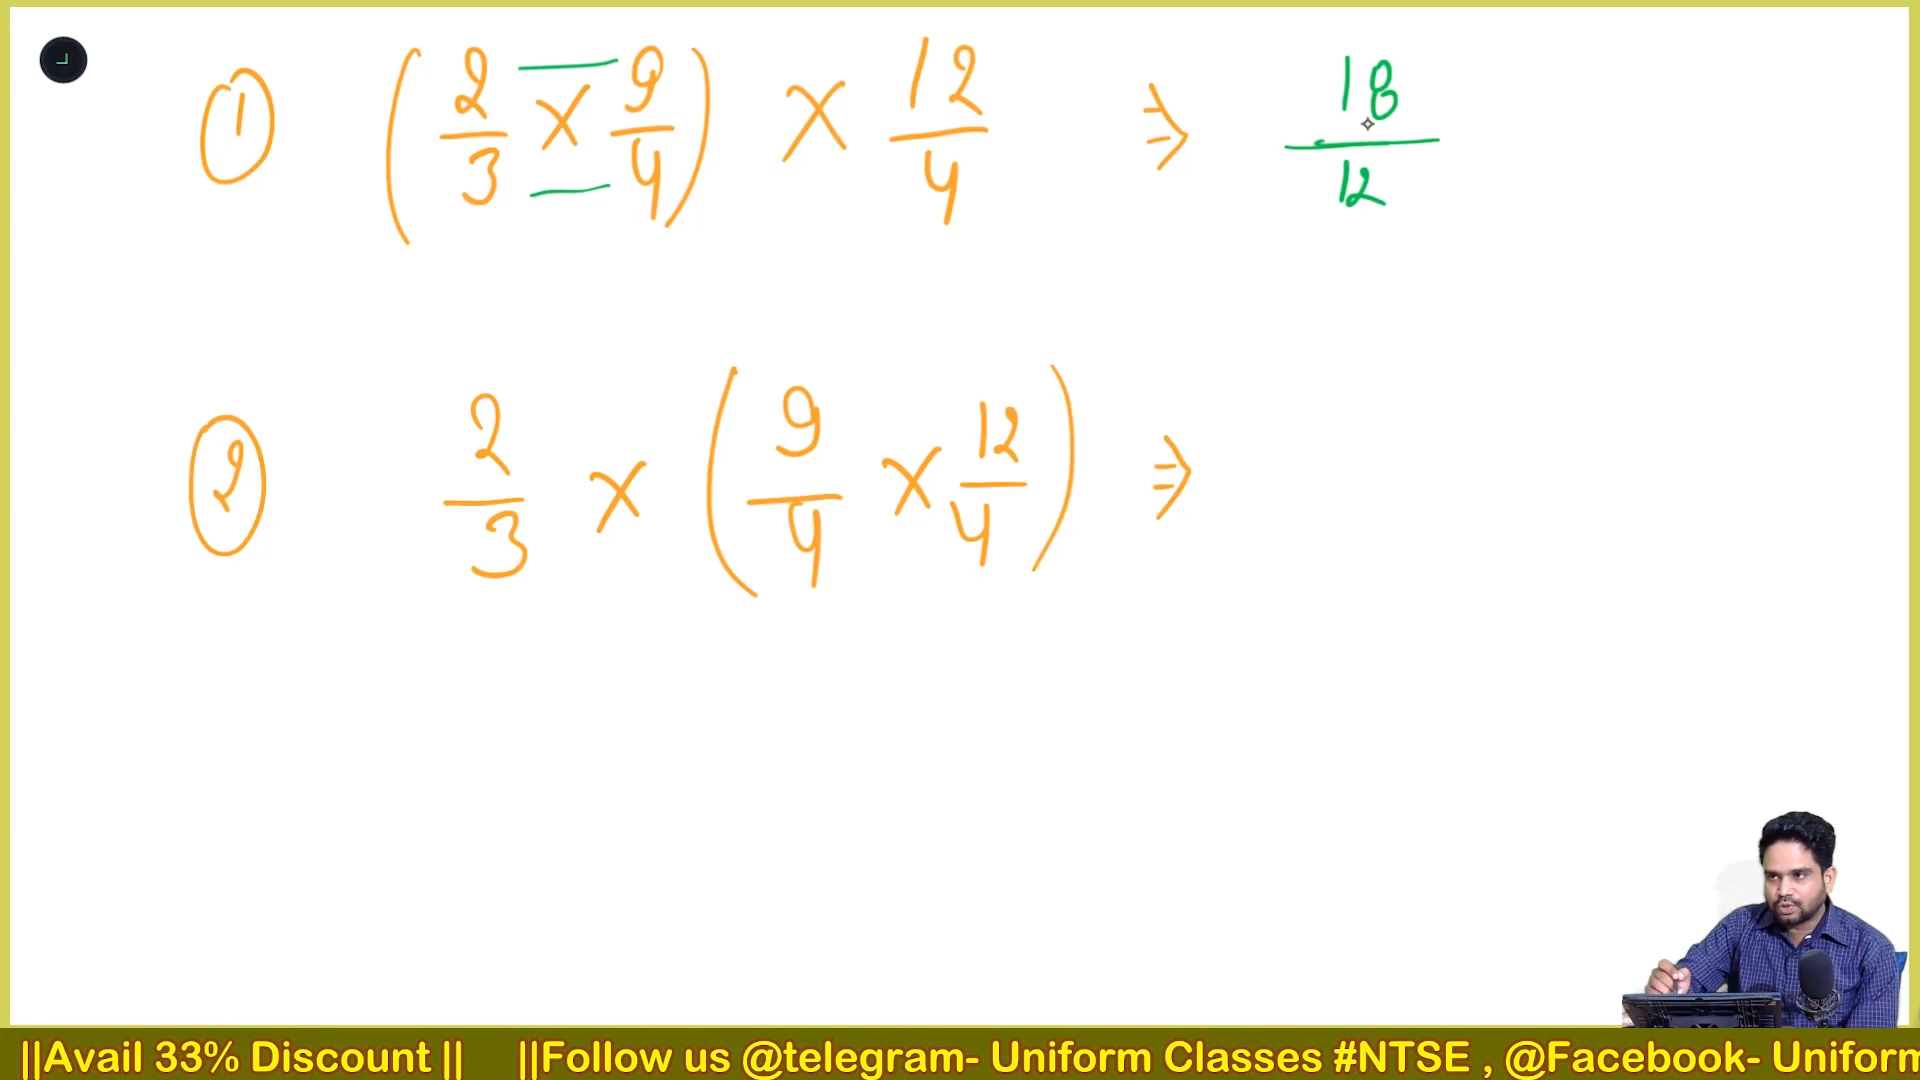 ① (2/3 × 9/4) × 12/4 ⇒ 18/12
② 2/3 × (9/4 × 12/4) ⇒
||Avail 33% Discount || ||Follow us @telegram- Uniform Classes #NTSE , @Facebook- Uniform